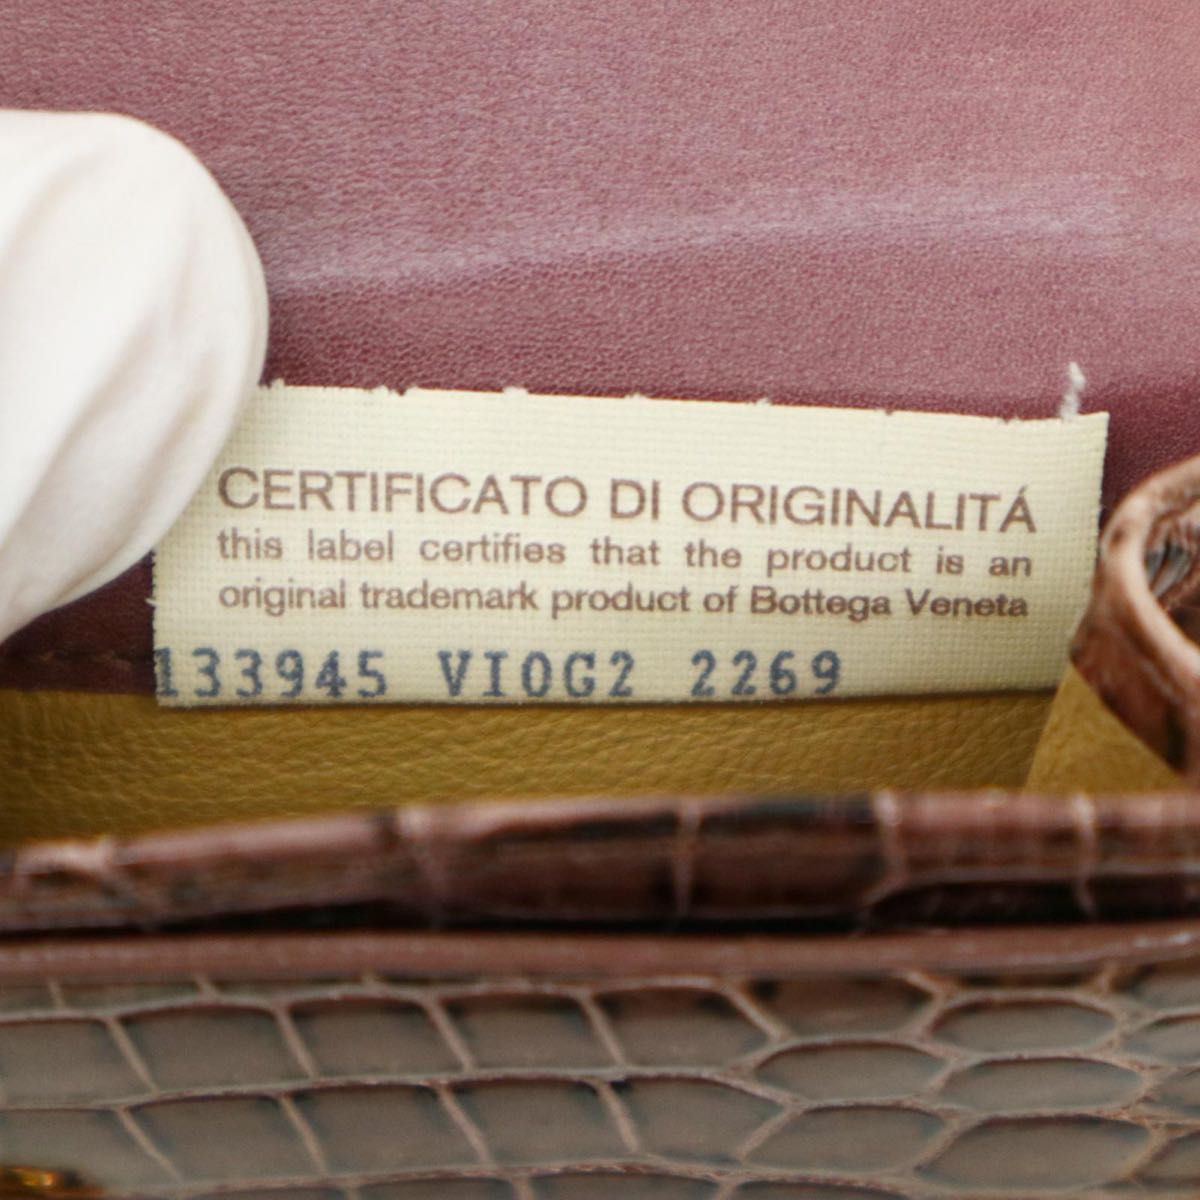 CERTIFICATO DI ORIGINALITÁ
this label certifies that the product is an
original trademark product of Bottega Veneta
133945 VI0G2 2269